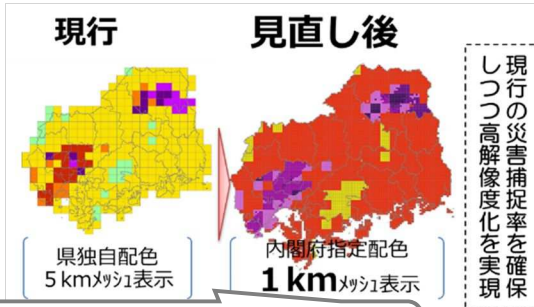 現行
県独自配色
5kmメッシュ表示
見直し後
内閣府指定配色
1kmメッシュ表示
現行の災害捕捉率を確保
しつつ高解像度化を実現